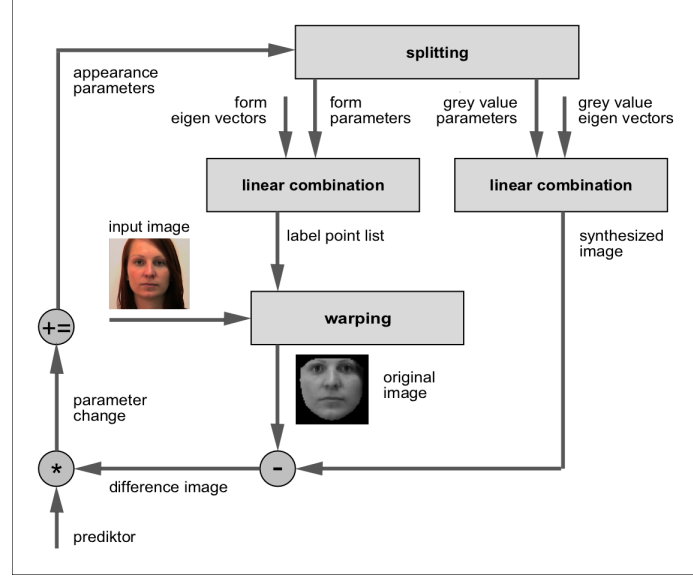 splitting
appearance
parameters
form
eigen vectors
form
parameters
grey value
parameters
grey value
eigen vectors
linear combination
linear combination
input image
label point list
synthesized
image
warping
+=
original
image
parameter
change
*
-
difference image
prediktor